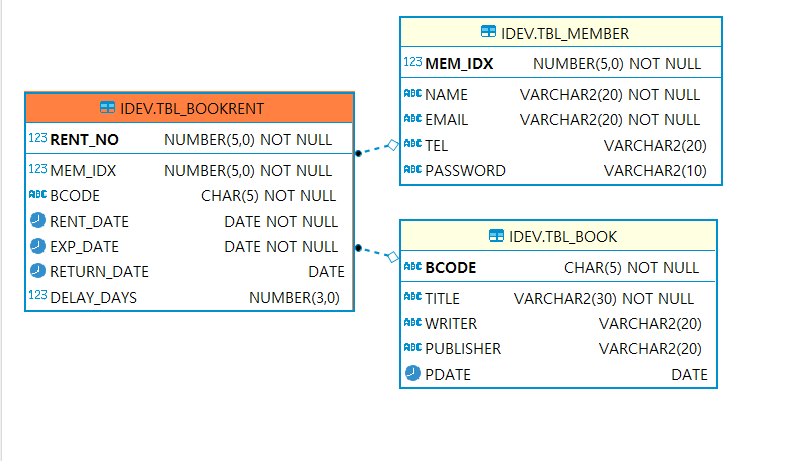 IDEV.TBL_MEMBER
123 MEM_IDX NUMBER(5,0) NOT NULL
ABC NAME VARCHAR2(20) NOT NULL
ABC EMAIL VARCHAR2(20) NOT NULL
ABC TEL VARCHAR2(20)
ABC PASSWORD VARCHAR2(10)
IDEV.TBL_BOOKRENT
123 RENT_NO NUMBER(5,0) NOT NULL
123 MEM_IDX NUMBER(5,0) NOT NULL
ABC BCODE CHAR(5) NOT NULL
RENT_DATE DATE NOT NULL
EXP_DATE DATE NOT NULL
RETURN_DATE DATE
123 DELAY_DAYS NUMBER(3,0)
IDEV.TBL_BOOK
ABC BCODE CHAR(5) NOT NULL
ABC TITLE VARCHAR2(30) NOT NULL
ABC WRITER VARCHAR2(20)
ABC PUBLISHER VARCHAR2(20)
PDATE DATE